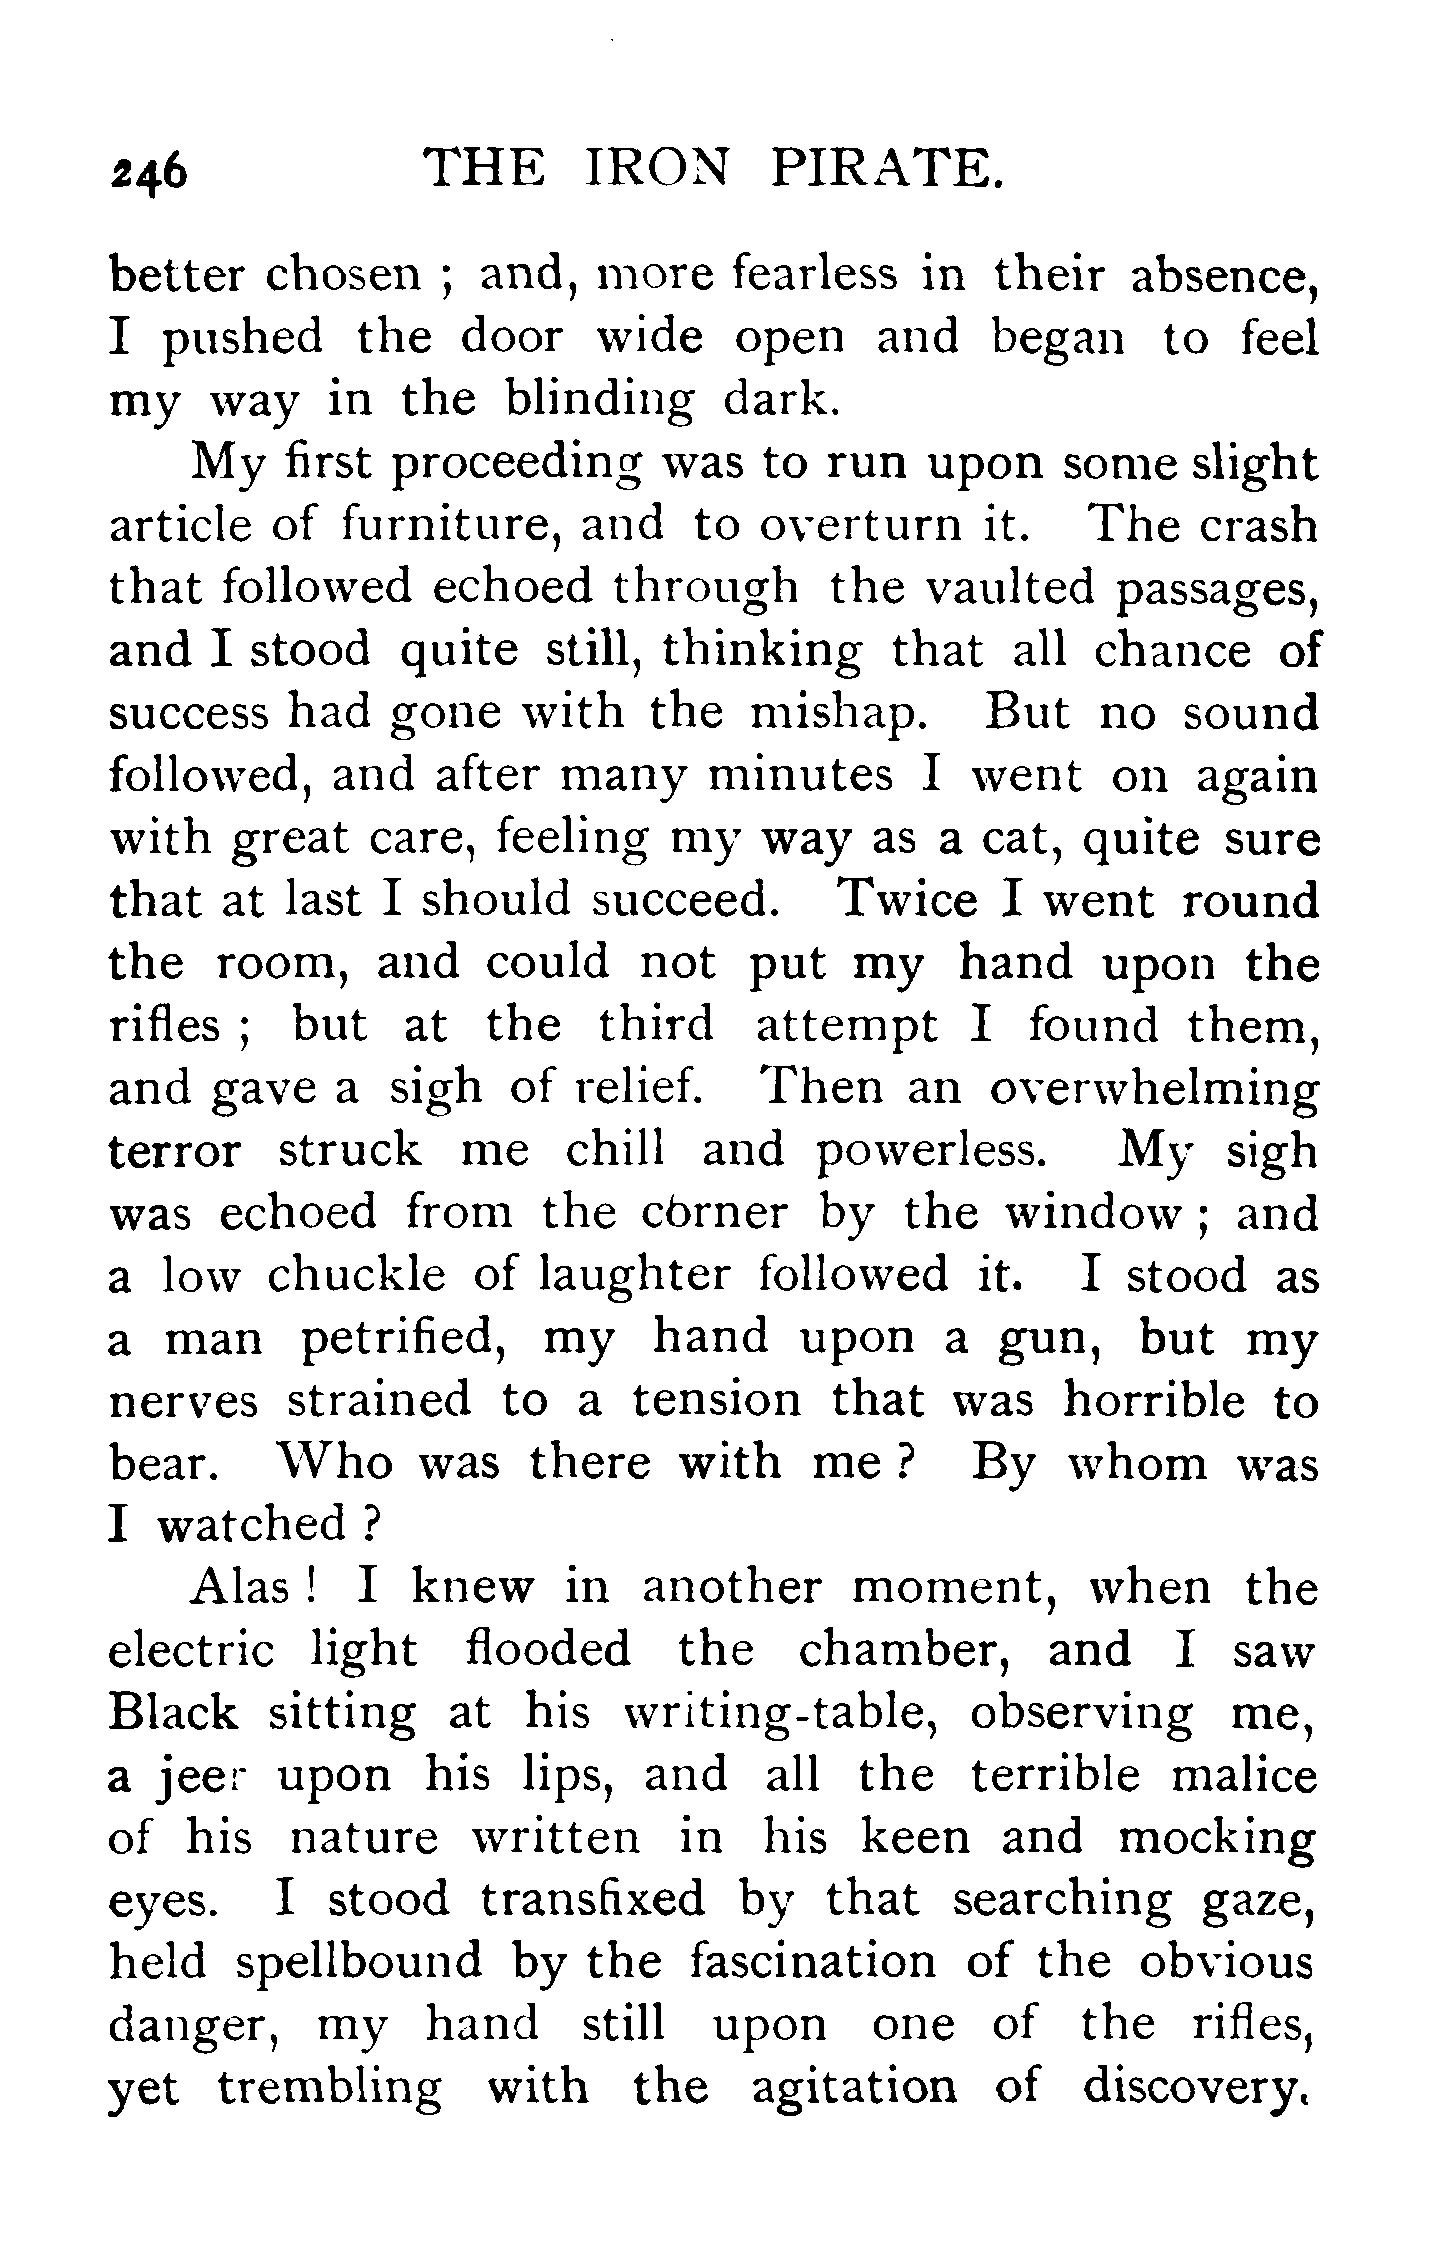 246 THE IRON PIRATE.
better chosen ; and, more fearless in their absence,
I pushed the door wide open and began to feel
my way in the blinding dark.
My first proceeding was to run upon some slight
article of furniture, and to overturn it. The crash
that followed echoed through the vaulted passages,
and I stood quite still, thinking that all chance of
success had gone with the mishap. But no sound
followed, and after many minutes I went on again
with great care, feeling my way as a cat, quite sure
that at last I should succeed. Twice I went round
the room, and could not put my hand upon the
rifles ; but at the third attempt I found them,
and gave a sigh of relief. Then an overwhelming
terror struck me chill and powerless. My sigh
was echoed from the corner by the window ; and
a low chuckle of laughter followed it. I stood as
a man petrified, my hand upon a gun, but my
nerves strained to a tension that was horrible to
bear. Who was there with me ? By whom was
I watched ?
Alas ! I knew in another moment, when the
electric light flooded the chamber, and I saw
Black sitting at his writing-table, observing me,
a jeer upon his lips, and all the terrible malice
of his nature written in his keen and mocking
eyes. I stood transfixed by that searching gaze,
held spellbound by the fascination of the obvious
danger, my hand still upon one of the rifles,
yet trembling with the agitation of discovery.